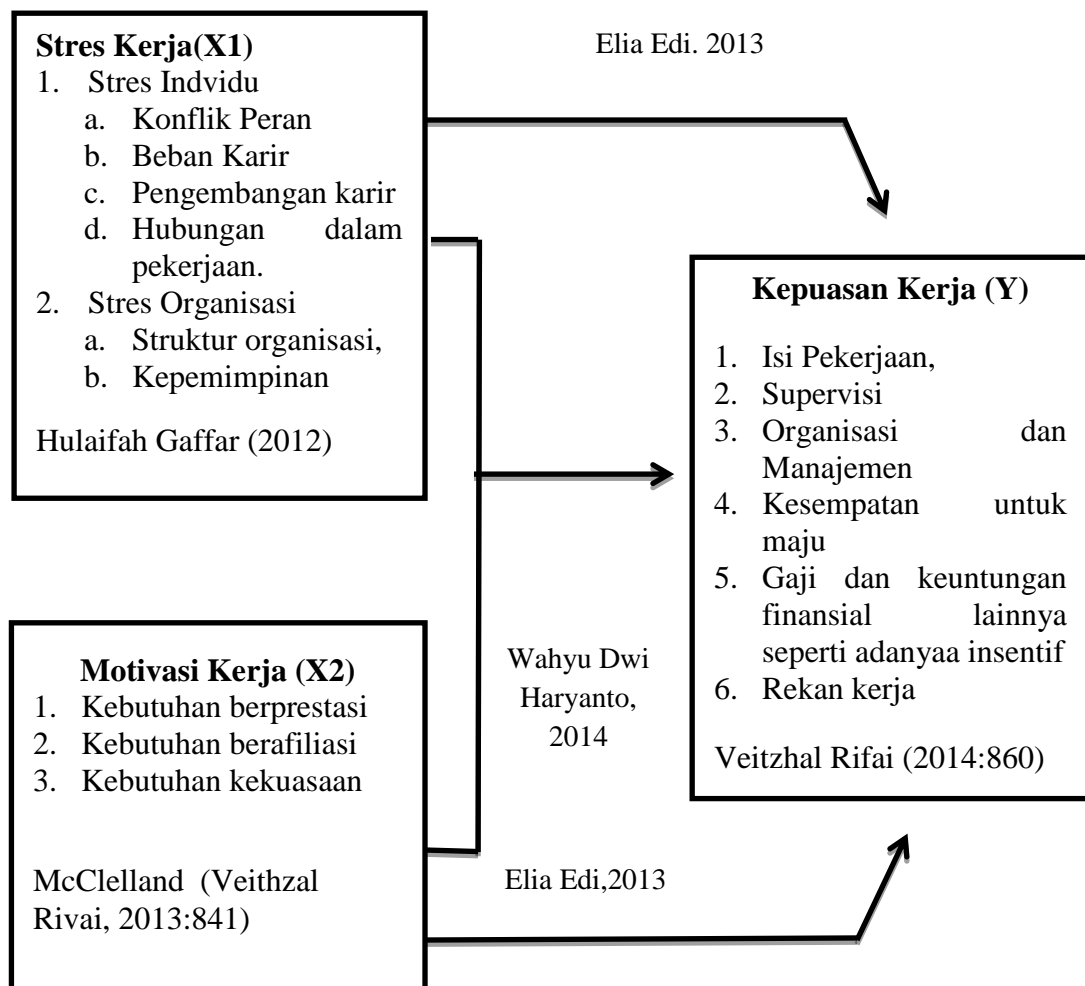 Stres Kerja(X1)
1. Stres Indvidu
a. Konflik Peran
b. Beban Karir
c. Pengembangan karir
d. Hubungan dalam
pekerjaan.
2. Stres Organisasi
a. Struktur organisasi,
b. Kepemimpinan
Hulaifah Gaffar (2012)
Elia Edi. 2013
Kepuasan Kerja (Y)
1. Isi Pekerjaan,
2. Supervisi
3. Organisasi dan
Manajemen
4. Kesempatan untuk
maju
5. Gaji dan keuntungan
finansial lainnya
seperti adanyaa insentif
6. Rekan kerja
Veitzhal Rifai (2014:860)
Motivasi Kerja (X2)
1. Kebutuhan berprestasi
2. Kebutuhan berafiliasi
3. Kebutuhan kekuasaan
McClelland (Veithzal
Rivai, 2013:841)
Wahyu Dwi
Haryanto,
2014
Elia Edi,2013